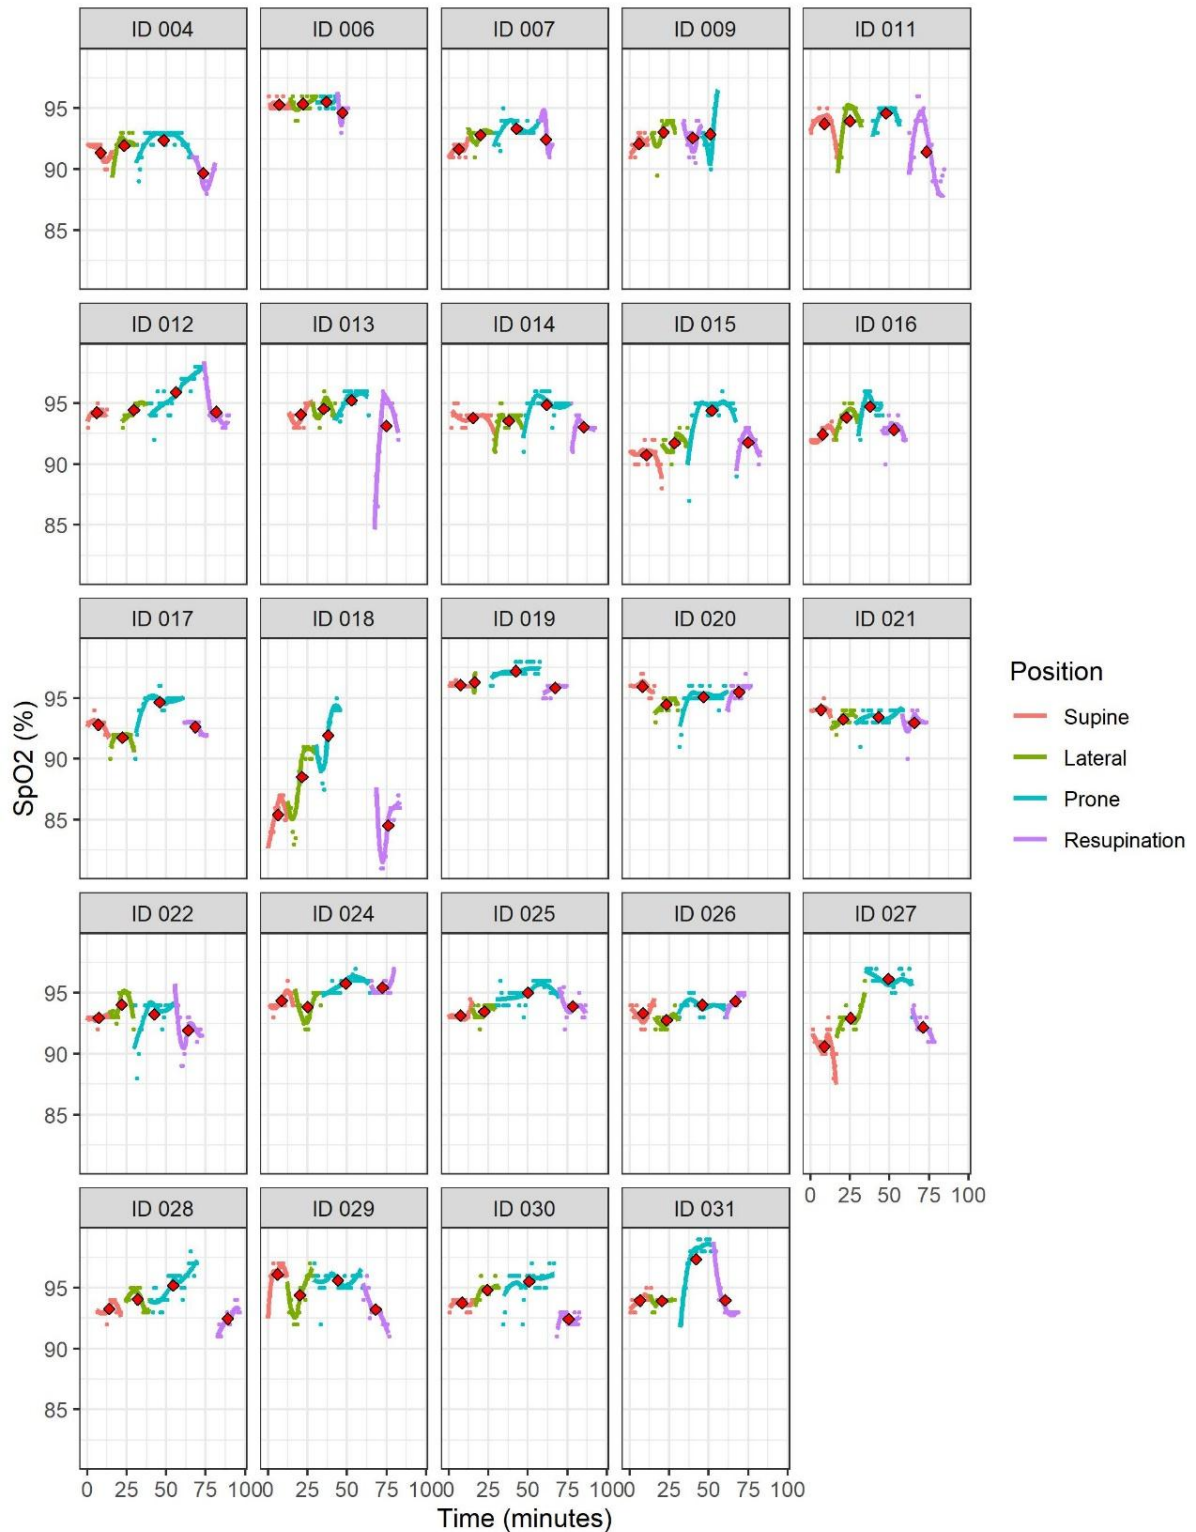 ID 004 ID 006 ID 007 ID 009 ID 011
95
90
85
ID 012 ID 013 ID 014 ID 015 ID 016
95
90
85
ID 017 ID 018 ID 019 ID 020 ID 021
95
90
85
SpO2 (%)
Position
Supine
Lateral
Prone
Resupination
ID 022 ID 024 ID 025 ID 026 ID 027
95
90
85
0 25 50 75 100
ID 028 ID 029 ID 030 ID 031
95
90
85
0 25 50 75 100 0 25 50 75 100 0 25 50 75 100 0 25 50 75 100
Time (minutes)